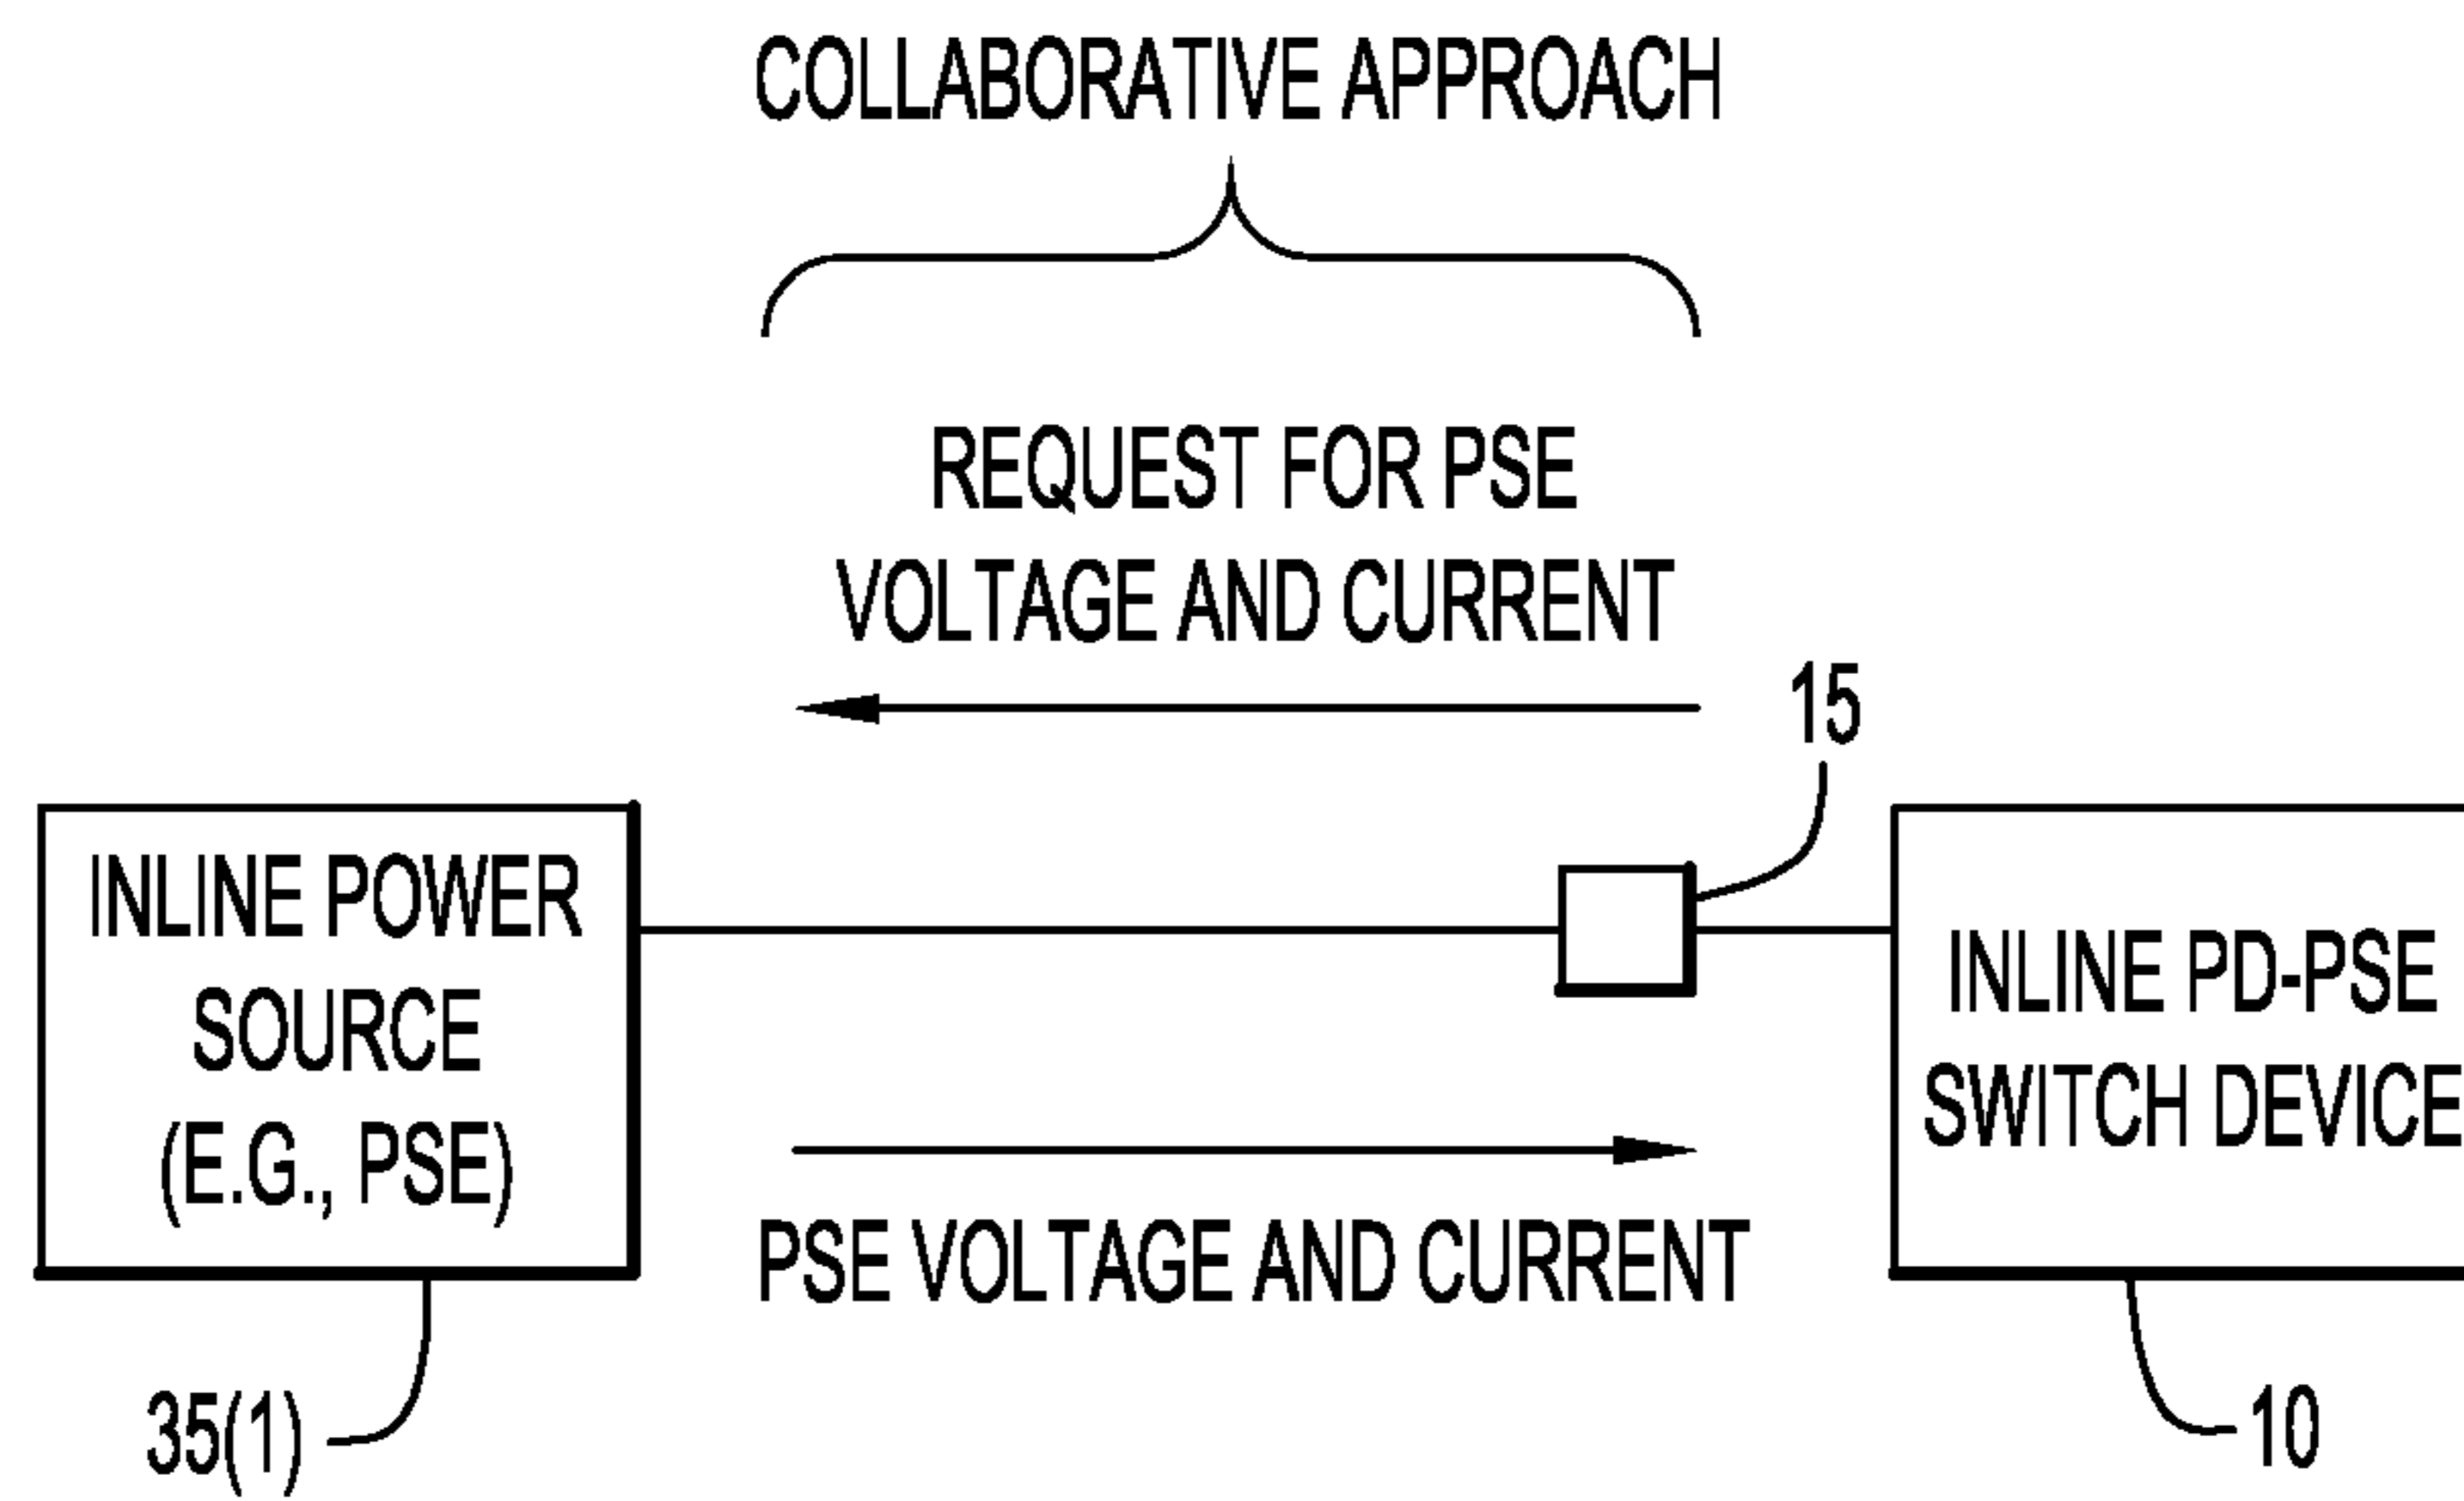 COLLABORATIVE APPROACH
REQUEST FOR PSE
VOLTAGE AND CURRENT
15
INLINE POWER
SOURCE
(E.G., PSE)
INLINE PD-PSE
SWITCH DEVICE
PSE VOLTAGE AND CURRENT
35(1)
10